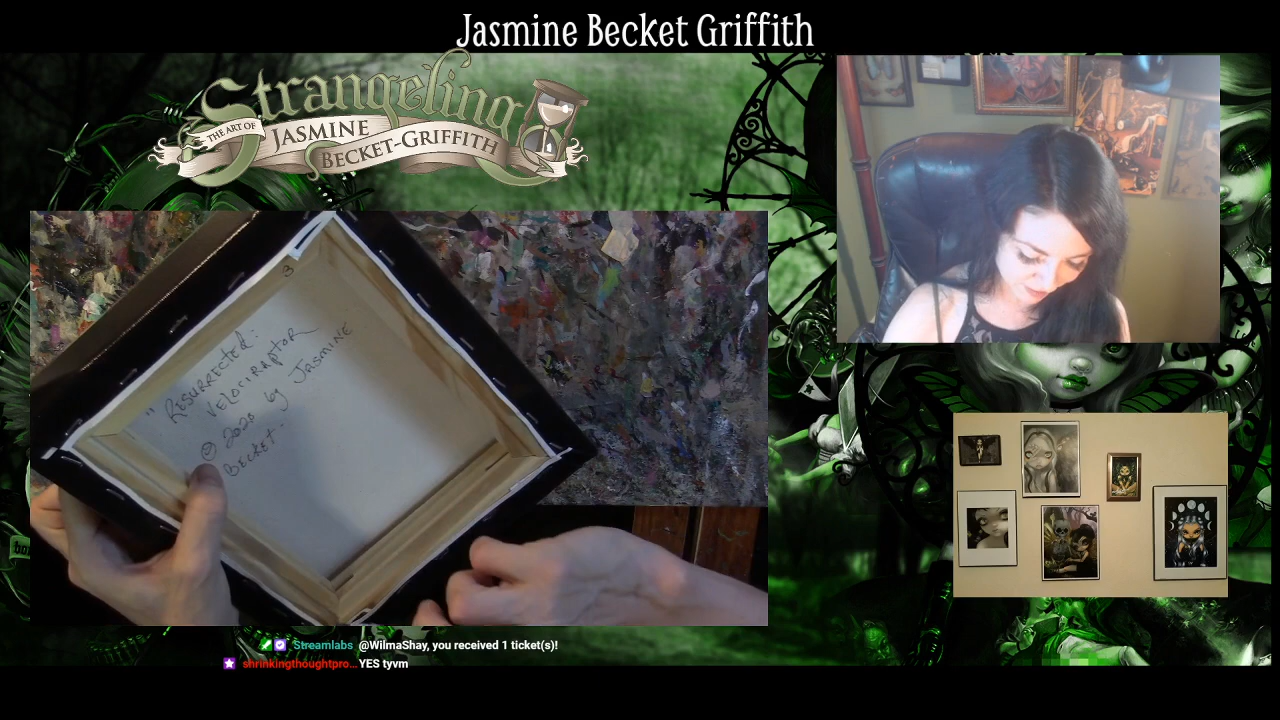 Jasmine Becket Griffith
Strangeling
THE ART OF
JASMINE
BECKET-GRIFFITH
3
"RESURRECTED:
VELOCIRAPTOR
© 2020 by JASMINE
BECKET-
Streamlabs @WilmaShay, you received 1 ticket(s)!
shrinkingthoughtpro... YES tyvm